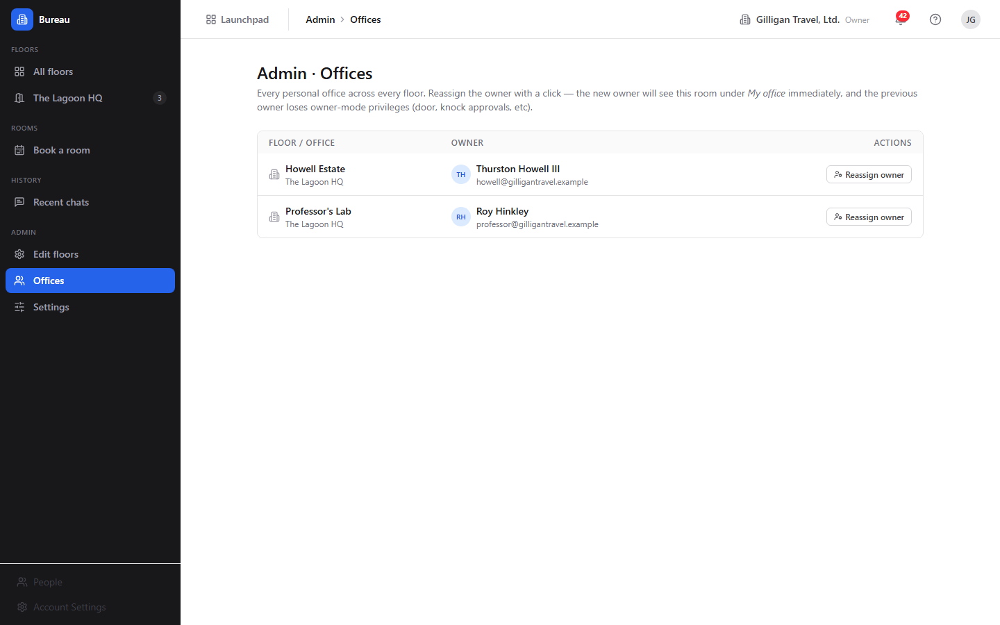 Bureau
FLOORS
All floors
The Lagoon HQ 3
ROOMS
Book a room
HISTORY
Recent chats
ADMIN
Edit floors
Offices
Settings
People
Account Settings
Launchpad
Admin > Offices
Gilligan Travel, Ltd. Owner
42
JG
Admin · Offices
Every personal office across every floor. Reassign the owner with a click — the new owner will see this room under My office immediately, and the previous
owner loses owner-mode privileges (door, knock approvals, etc).
FLOOR / OFFICE OWNER ACTIONS
Howell Estate
The Lagoon HQ
TH
Thurston Howell III
howell@gilligantravel.example
Reassign owner
Professor's Lab
The Lagoon HQ
RH
Roy Hinkley
professor@gilligantravel.example
Reassign owner